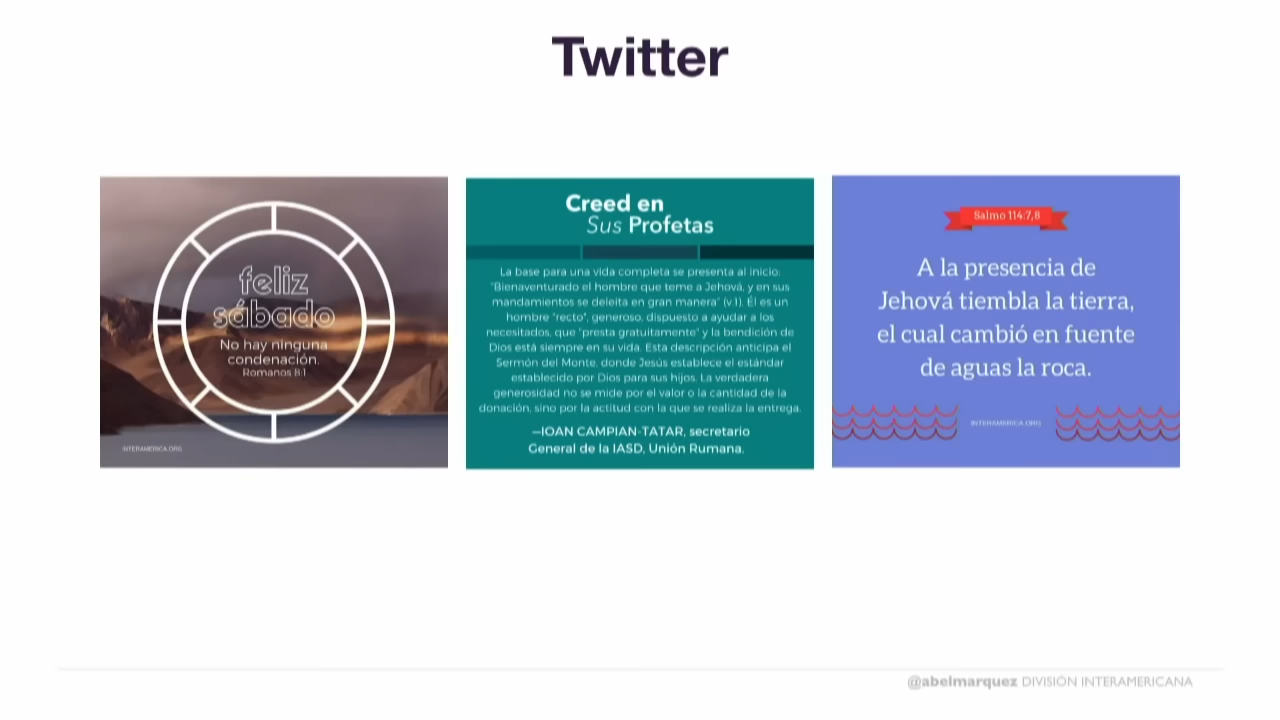 Twitter
feliz
sábado
No hay ninguna
condenación.
Romanos 8:1
INTERAMERICA.ORG
Creed en
Sus Profetas
La base para una vida completa se presenta al inicio:
"Bienaventurado el hombre que teme a Jehová, y en sus
mandamientos se deleita en gran manera" (v.1). Él es un
hombre "recto", generoso, dispuesto a ayudar a los
necesitados, que "presta gratuitamente" y la bendición de
Dios está siempre en su vida. Esta descripción anticipa el
Sermón del Monte, donde Jesús establece el estándar
establecido por Dios para sus hijos. La verdadera
generosidad no se mide por el valor o la cantidad de la
donación, sino por la actitud con la que se realiza la entrega.
—IOAN CAMPIAN-TATAR, secretario
General de la IASD, Unión Rumana.
Salmo 114:7,8
A la presencia de
Jehová tiembla la tierra,
el cual cambió en fuente
de aguas la roca.
INTERAMERICA.ORG
@abelmarquez DIVISIÓN INTERAMERICANA